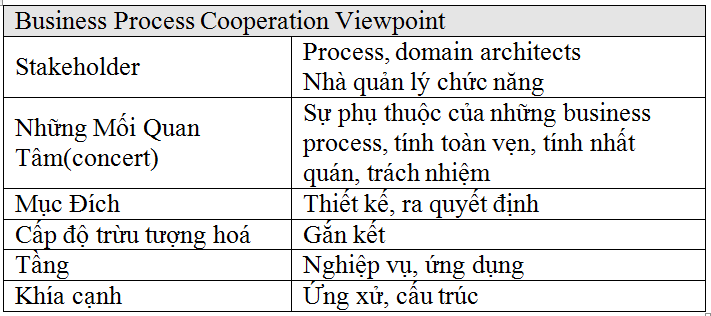 Business Process Cooperation Viewpoint
Stakeholder
Process, domain architects
Nhà quản lý chức năng
Những Mối Quan
Tâm(concert)
Sự phụ thuộc của những business
process, tính toàn vẹn, tính nhất
quán, trách nhiệm
Mục Đích
Thiết kế, ra quyết định
Cấp độ trừu tượng hoá
Gắn kết
Tầng
Nghiệp vụ, ứng dụng
Khía cạnh
Ứng xử, cấu trúc